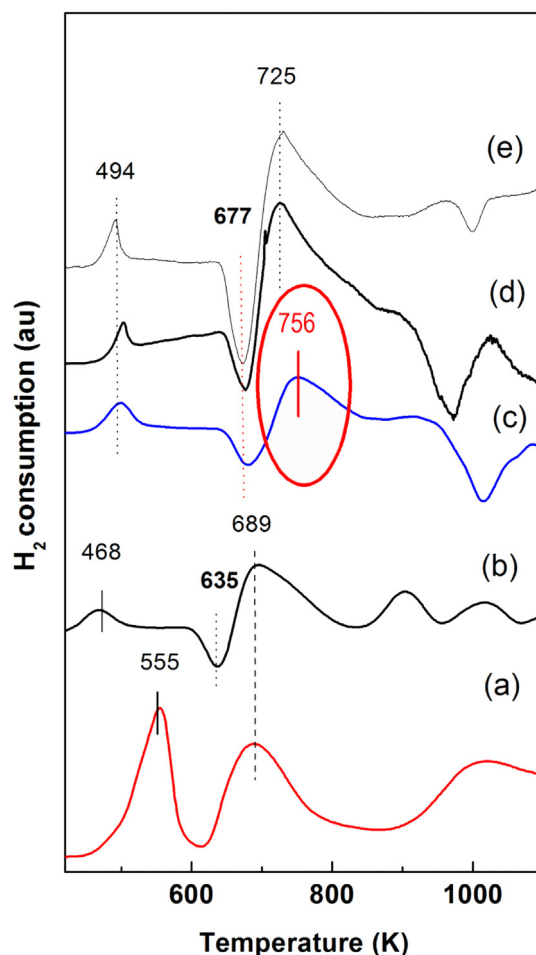 725
(e)
494
677
(d)
756
(c)
689
468
635
(b)
555
(a)
H₂ consumption (au)
600 800 1000
Temperature (K)